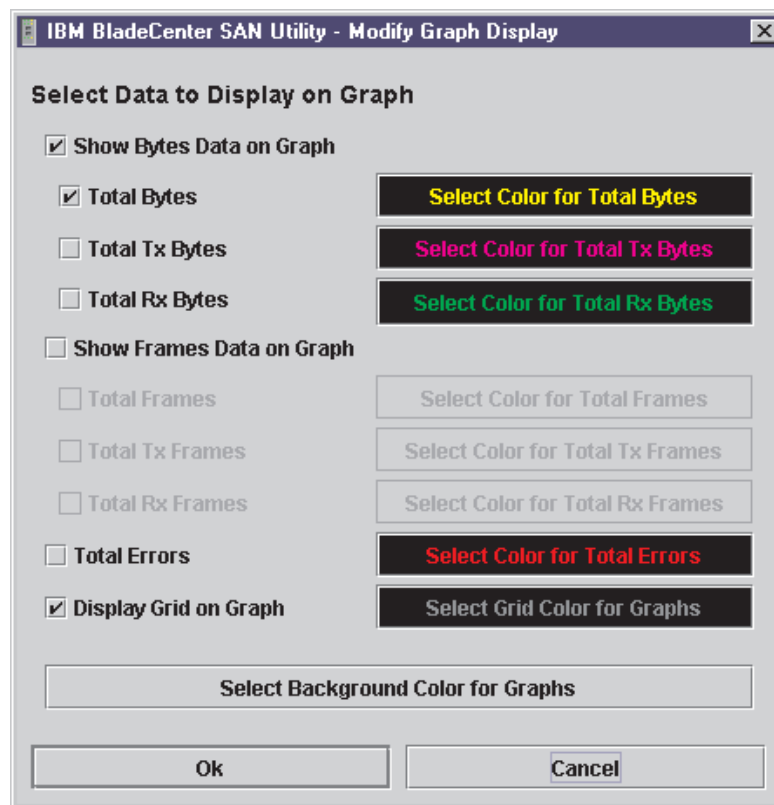 IBM BladeCenter SAN Utility - Modify Graph Display
Select Data to Display on Graph
Show Bytes Data on Graph
Total Bytes Select Color for Total Bytes
Total Tx Bytes Select Color for Total Tx Bytes
Total Rx Bytes Select Color for Total Rx Bytes
Show Frames Data on Graph
Total Frames Select Color for Total Frames
Total Tx Frames Select Color for Total Tx Frames
Total Rx Frames Select Color for Total Rx Frames
Total Errors Select Color for Total Errors
Display Grid on Graph Select Grid Color for Graphs
Select Background Color for Graphs
Ok Cancel